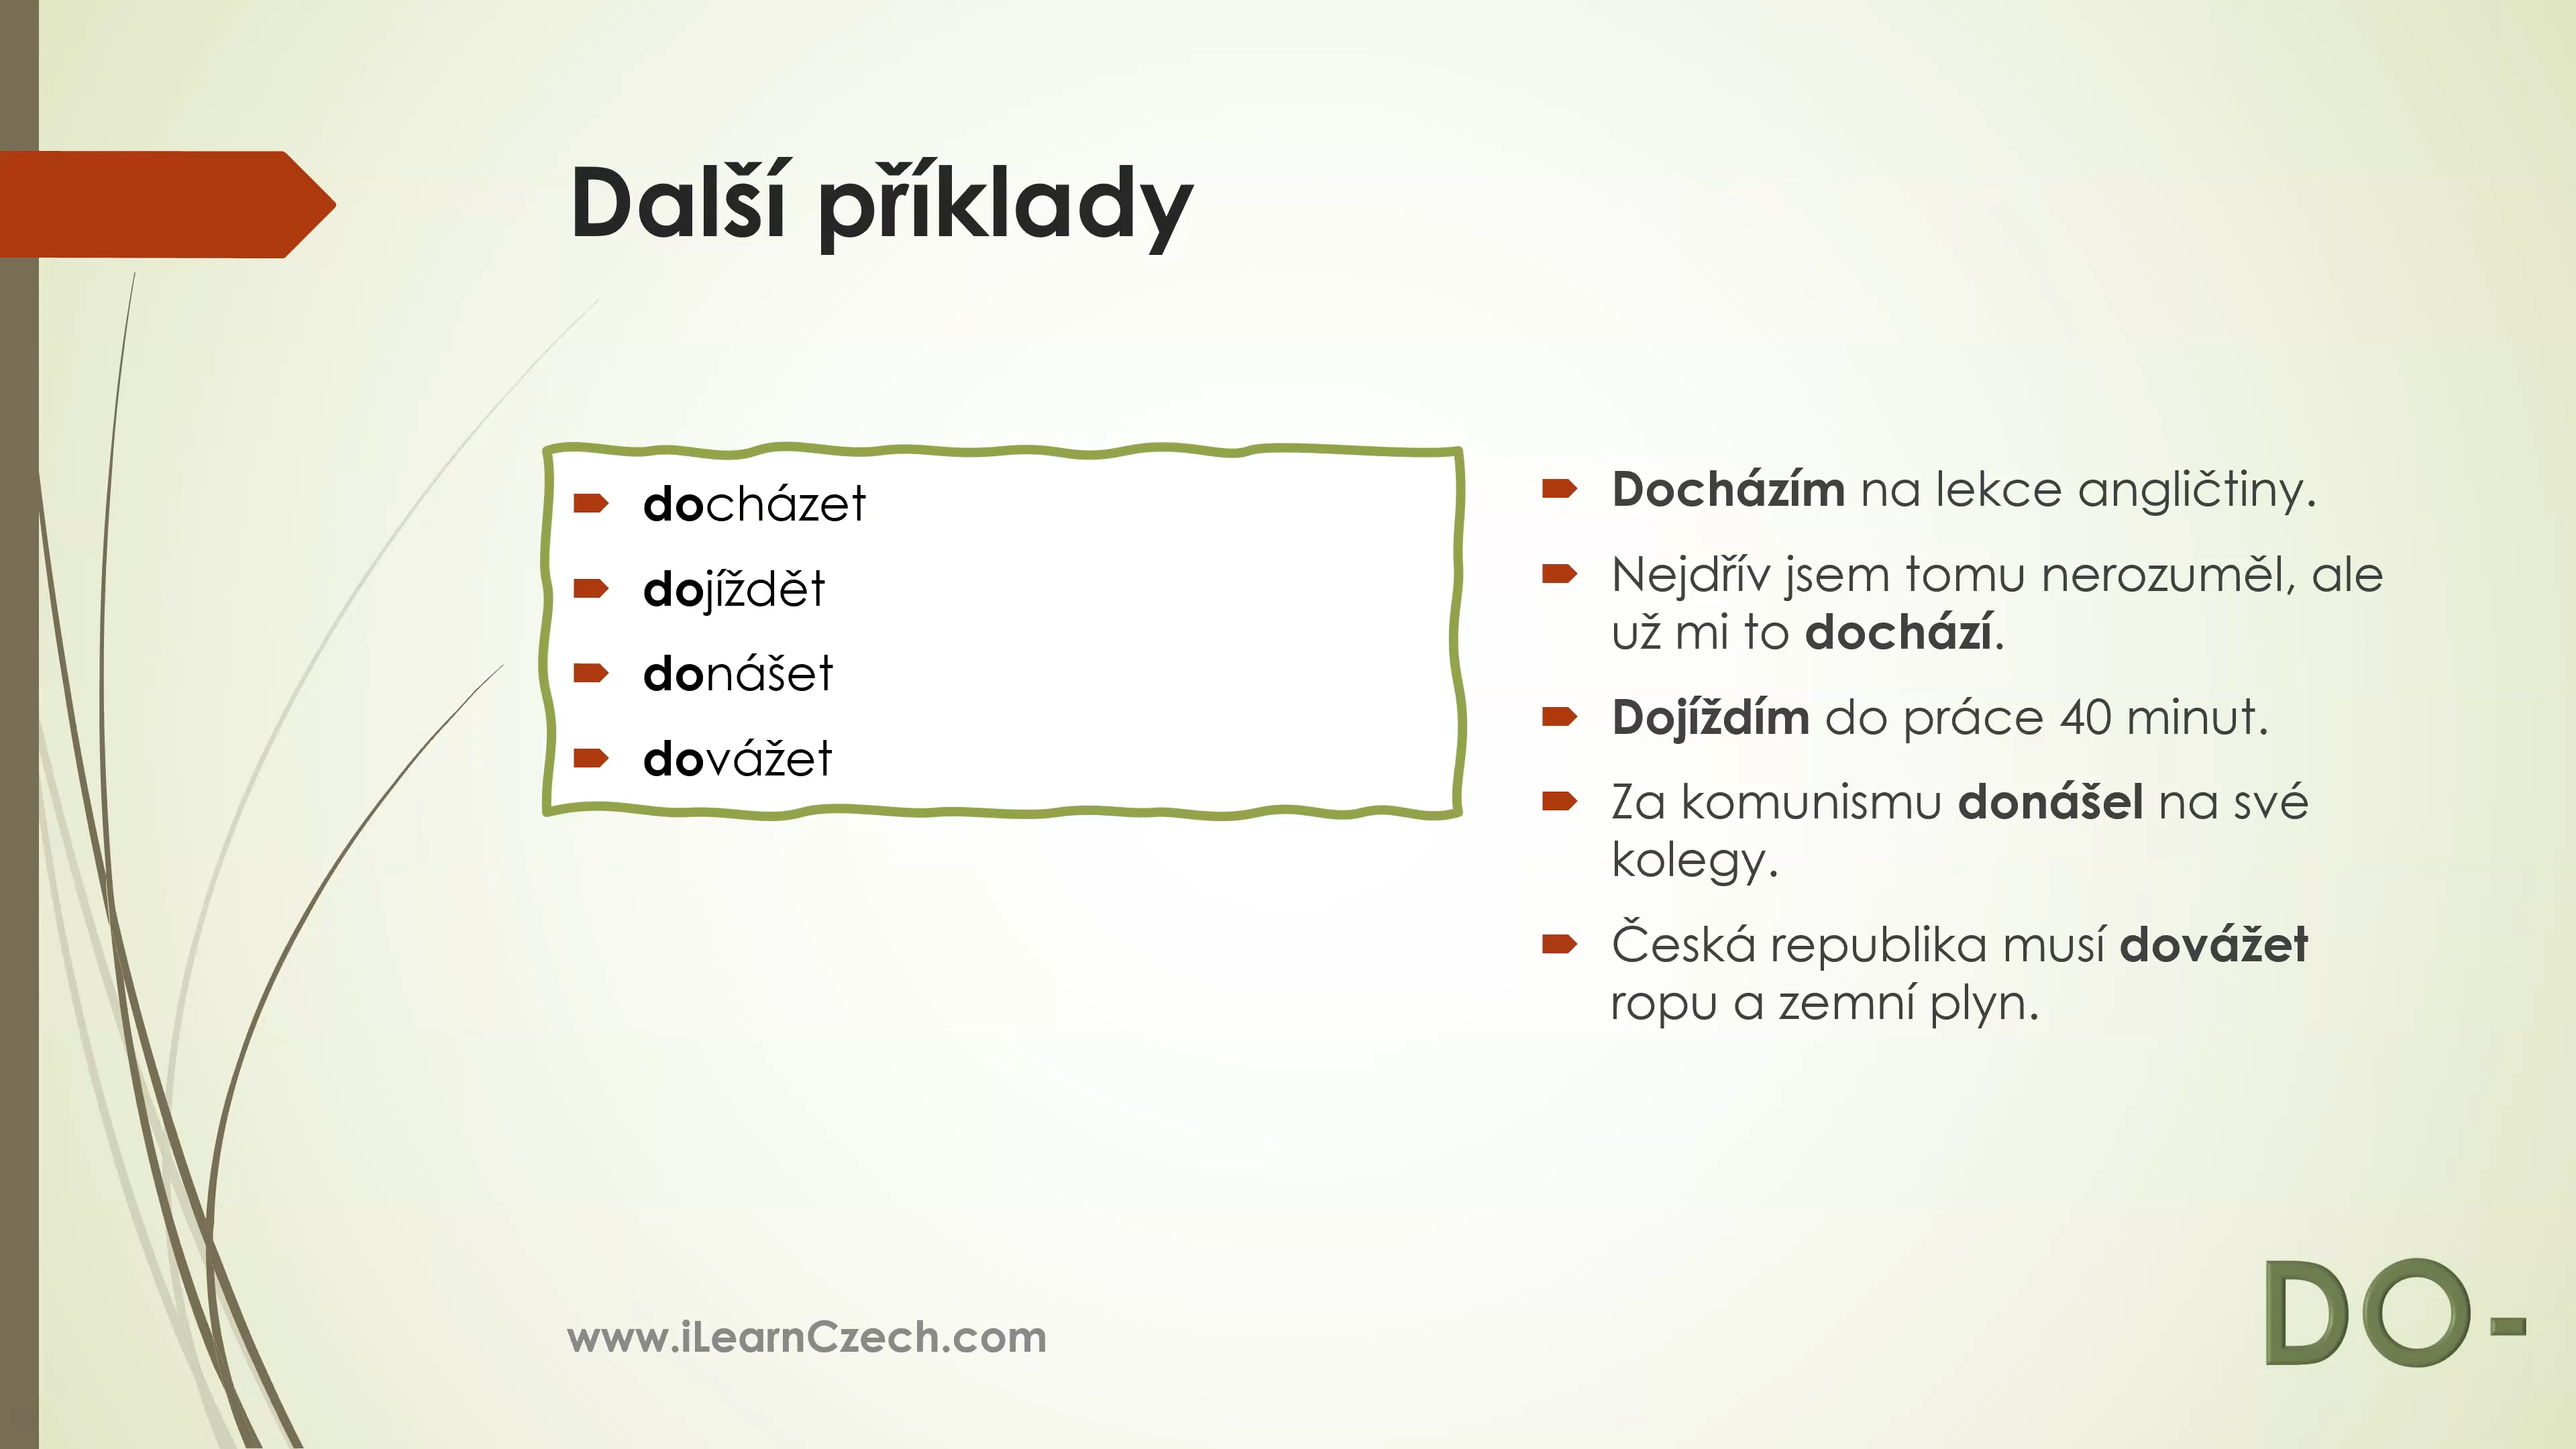 Další příklady
docházet
dojíždět
donášet
dovážet
Docházím na lekce angličtiny.
Nejdřív jsem tomu nerozuměl, ale
už mi to dochází.
Dojíždím do práce 40 minut.
Za komunismu donášel na své
kolegy.
Česká republika musí dovážet
ropu a zemní plyn.
www.iLearnCzech.com
DO-